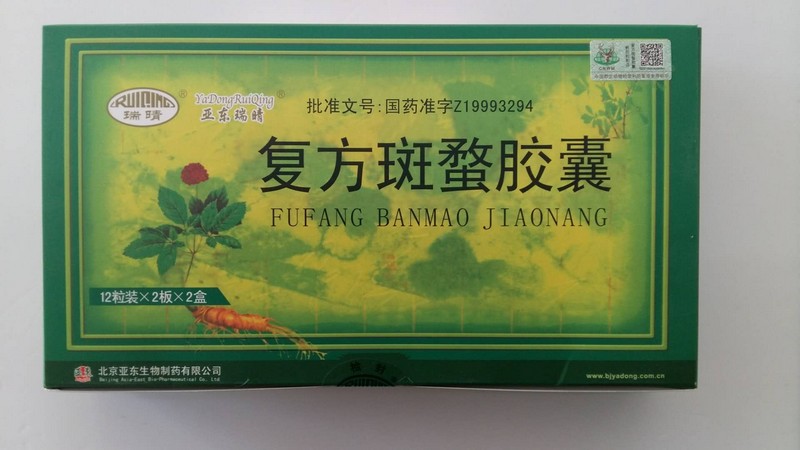 RUIQING
瑞晴
YaDongRuiQing
亚东瑞晴
批准文号:国药准字Z19993294
复方斑蝥胶囊
FUFANG BANMAO JIAONANG
12粒装×2板×2盒
北京亚东生物制药有限公司
Beijing Asia-East Bio-Pharmaceutical Co., Ltd
www.bjyadong.com.cn